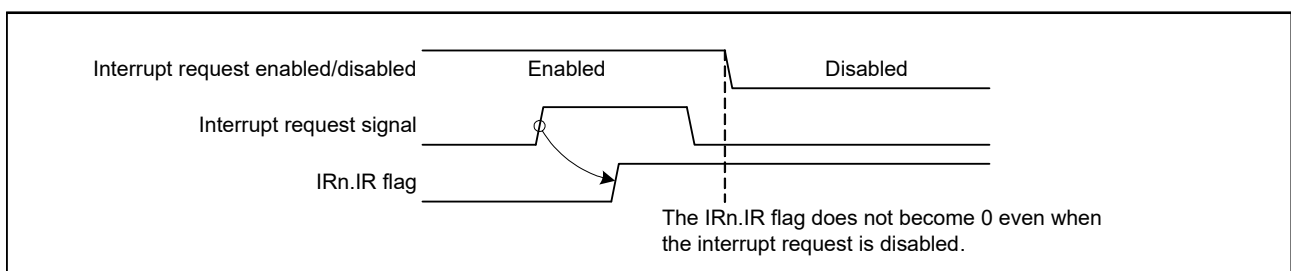 Interrupt request enabled/disabled
Enabled
Disabled
Interrupt request signal
IRn.IR flag
The IRn.IR flag does not become 0 even when
the interrupt request is disabled.